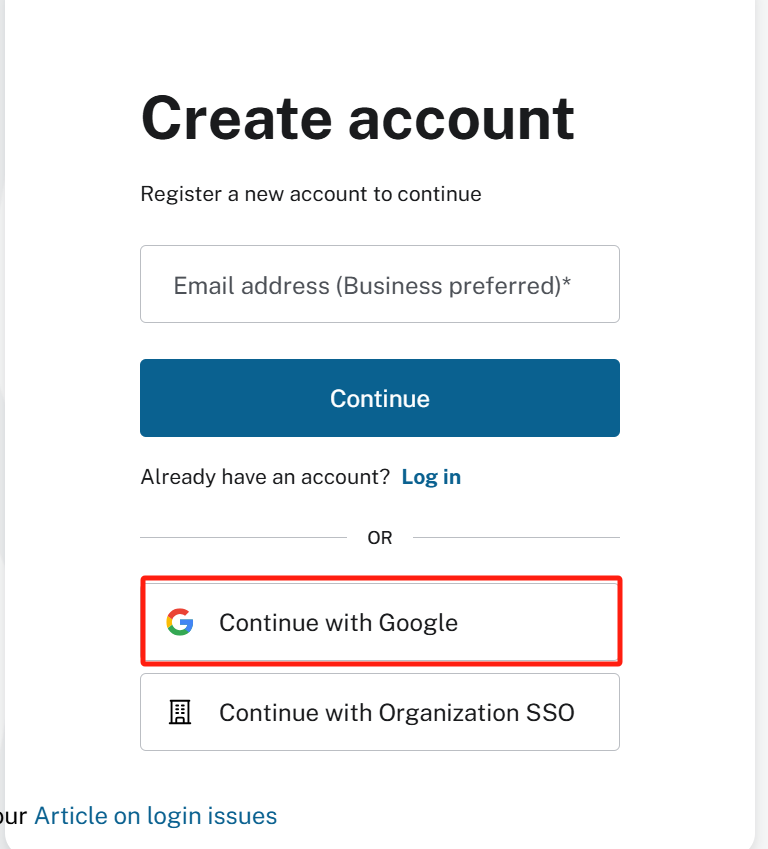 Create account
Register a new account to continue
Email address (Business preferred)*
Continue
Already have an account? Log in
OR
Continue with Google
Continue with Organization SSO
our Article on login issues